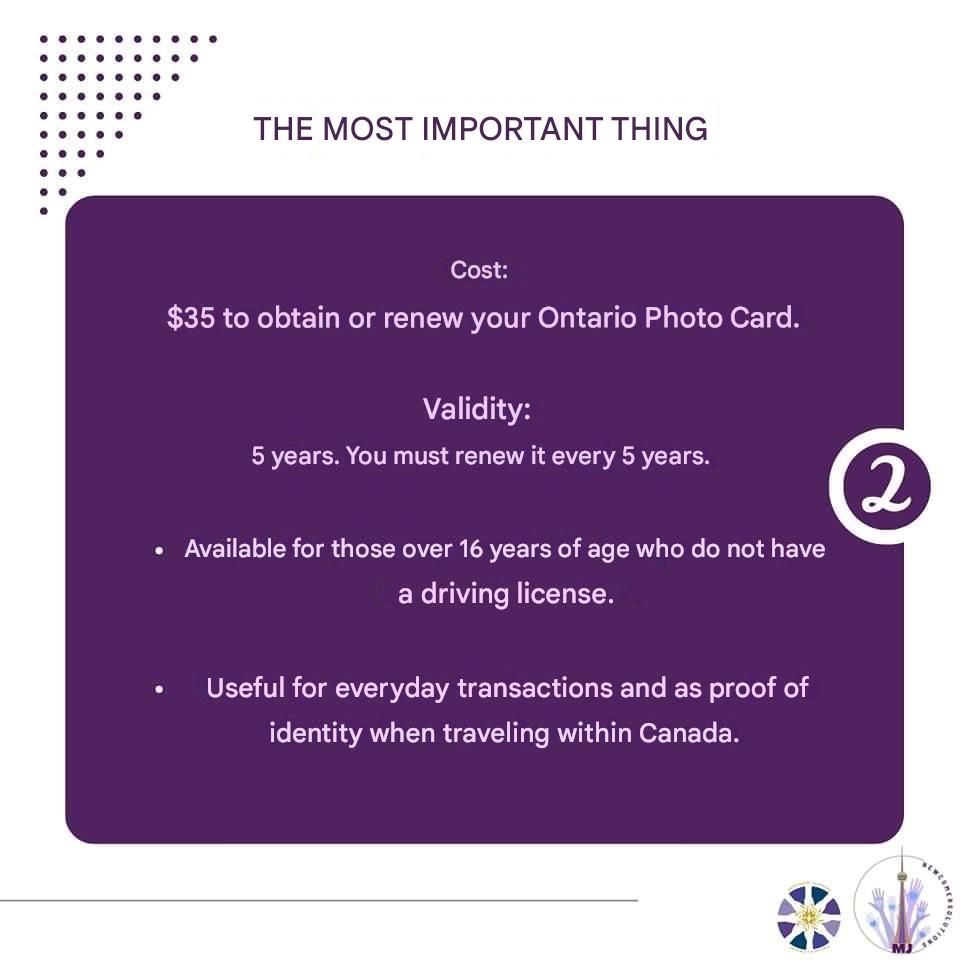 THE MOST IMPORTANT THING
Cost:
$35 to obtain or renew your Ontario Photo Card.
Validity:
5 years. You must renew it every 5 years.
2
• Available for those over 16 years of age who do not have
a driving license.
• Useful for everyday transactions and as proof of
identity when traveling within Canada.
NEWCOMERSOLUTIONS
MJ